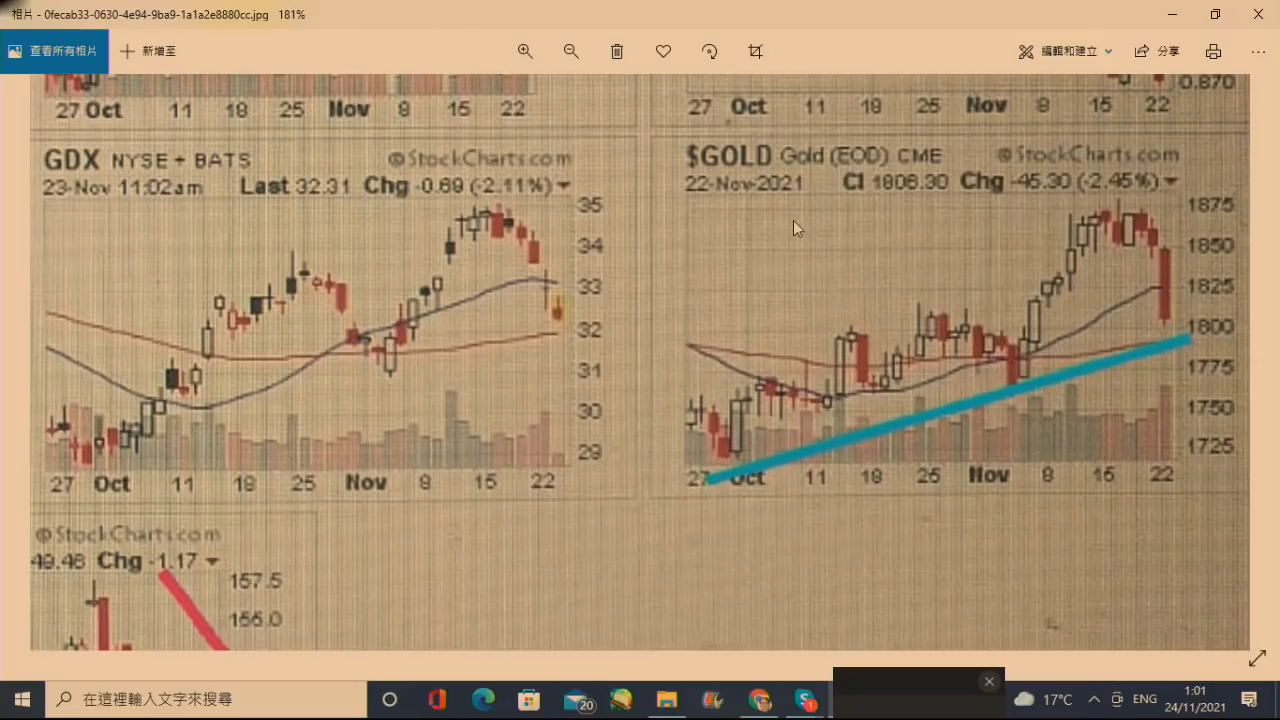 相片 - 0fecab33-0630-4e94-9ba9-1a1a2e8880cc.jpg 181%
查看所有相片 新增至 編輯和建立 分享
27 Oct 11 18 25 Nov 8 15 22
0.870
27 Oct 11 18 25 Nov 8 15 22
GDX NYSE + BATS ©StockCharts.com
23-Nov 11:02am Last 32.31 Chg -0.69 (-2.11%)
35
34
33
32
31
30
29
27 Oct 11 18 25 Nov 8 15 22
$GOLD Gold (EOD) CME ©StockCharts.com
22-Nov-2021 Cl 1806.30 Chg -45.30 (-2.45%)
1875
1850
1825
1800
1775
1750
1725
27 Oct 11 18 25 Nov 8 15 22
©StockCharts.com
49.48 Chg -1.17
157.5
155.0
在這裡輸入文字來搜尋
20
17°C ENG
1:01
24/11/2021